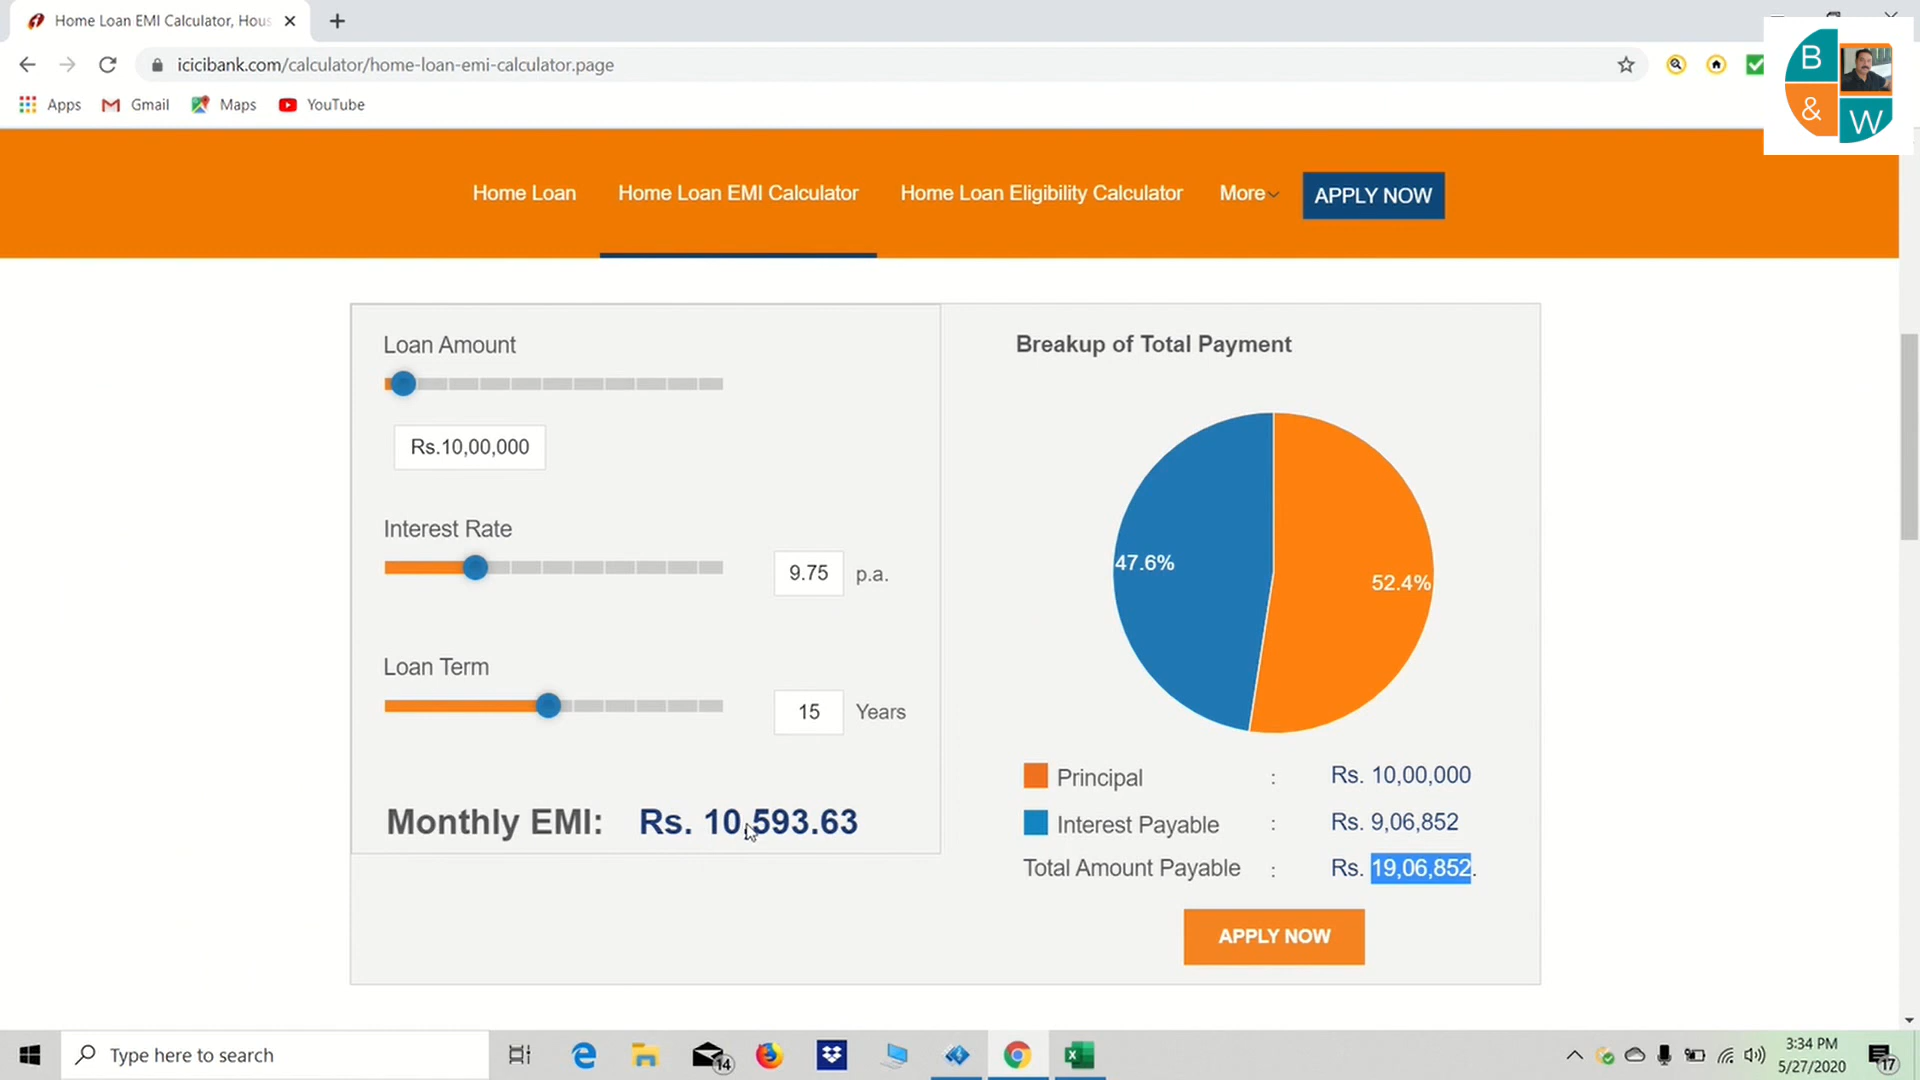 Home Loan EMI Calculator, Hous
icicibank.com/calculator/home-loan-emi-calculator.page
Apps Gmail Maps YouTube
B
& W
Home Loan Home Loan EMI Calculator Home Loan Eligibility Calculator More APPLY NOW
Loan Amount
Rs.10,00,000
Interest Rate
9.75 p.a.
Loan Term
15 Years
Monthly EMI: Rs. 10,593.63
Breakup of Total Payment
47.6%
52.4%
Principal : Rs. 10,00,000
Interest Payable : Rs. 9,06,852
Total Amount Payable : Rs. 19,06,852.
APPLY NOW
Type here to search
14
3:34 PM
5/27/2020
17